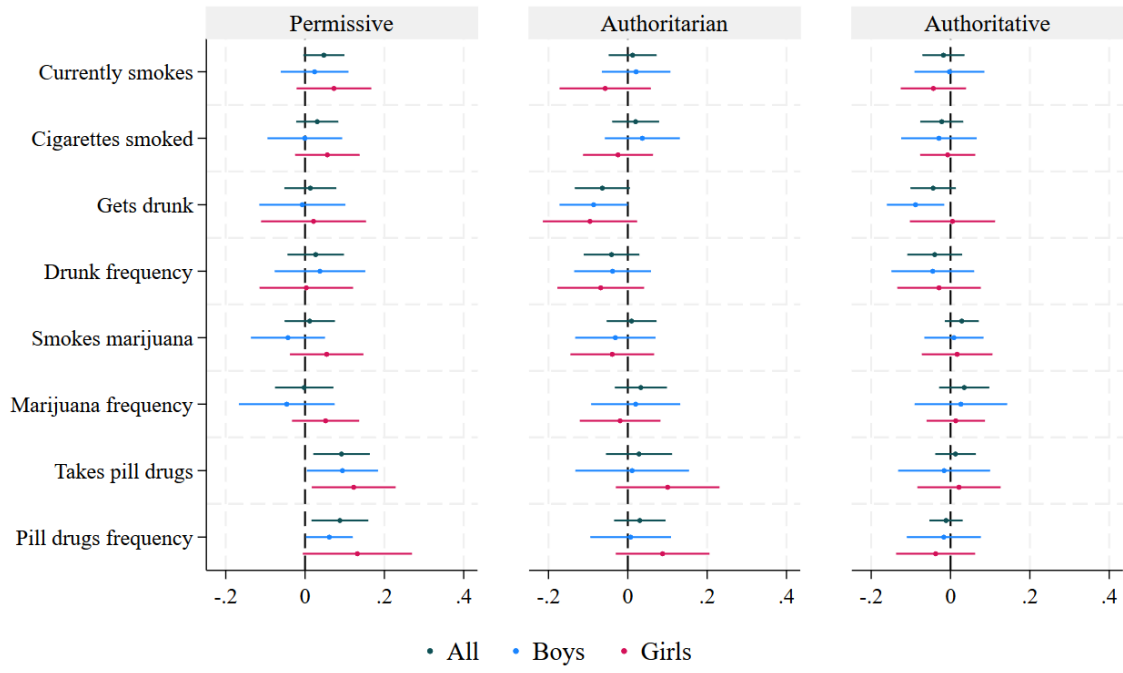 Permissive Authoritarian Authoritative
Currently smokes
Cigarettes smoked
Gets drunk
Drunk frequency
Smokes marijuana
Marijuana frequency
Takes pill drugs
Pill drugs frequency
-.2 0 .2 .4 -.2 0 .2 .4 -.2 0 .2 .4
All Boys Girls